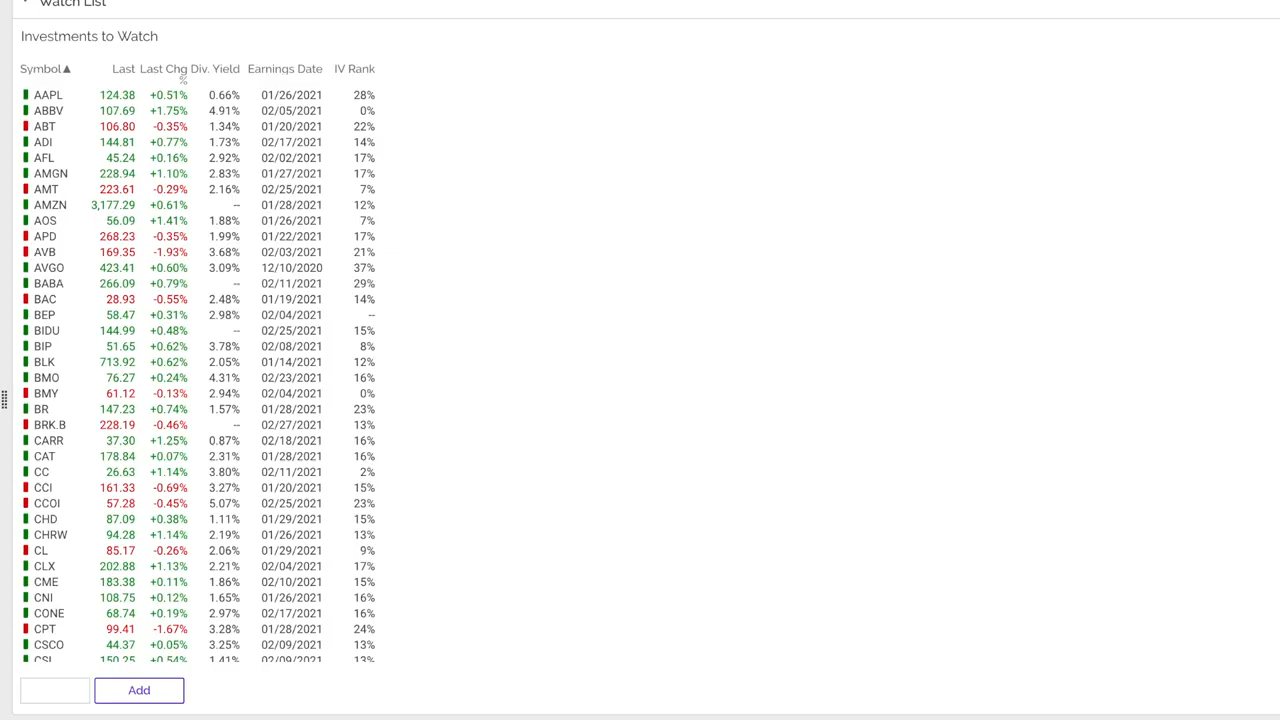 Watch List
Investments to Watch
Symbol▲ Last Last Chg % Div. Yield Earnings Date IV Rank
AAPL 124.38 +0.51% 0.66% 01/26/2021 28%
ABBV 107.69 +1.75% 4.91% 02/05/2021 0%
ABT 106.80 -0.35% 1.34% 01/20/2021 22%
ADI 144.81 +0.77% 1.73% 02/17/2021 14%
AFL 45.24 +0.16% 2.92% 02/02/2021 17%
AMGN 228.94 +1.10% 2.83% 01/27/2021 17%
AMT 223.61 -0.29% 2.16% 02/25/2021 7%
AMZN 3,177.29 +0.61% -- 01/28/2021 12%
AOS 56.09 +1.41% 1.88% 01/26/2021 7%
APD 268.23 -0.35% 1.99% 01/22/2021 17%
AVB 169.35 -1.93% 3.68% 02/03/2021 21%
AVGO 423.41 +0.60% 3.09% 12/10/2020 37%
BABA 266.09 +0.79% -- 02/11/2021 29%
BAC 28.93 -0.55% 2.48% 01/19/2021 14%
BEP 58.47 +0.31% 2.98% 02/04/2021 --
BIDU 144.99 +0.48% -- 02/25/2021 15%
BIP 51.65 +0.62% 3.78% 02/08/2021 8%
BLK 713.92 +0.62% 2.05% 01/14/2021 12%
BMO 76.27 +0.24% 4.31% 02/23/2021 16%
BMY 61.12 -0.13% 2.94% 02/04/2021 0%
BR 147.23 +0.74% 1.57% 01/28/2021 23%
BRK.B 228.19 -0.46% -- 02/27/2021 13%
CARR 37.30 +1.25% 0.87% 02/18/2021 16%
CAT 178.84 +0.07% 2.31% 01/28/2021 16%
CC 26.63 +1.14% 3.80% 02/11/2021 2%
CCI 161.33 -0.69% 3.27% 01/20/2021 15%
CCOI 57.28 -0.45% 5.07% 02/25/2021 23%
CHD 87.09 +0.38% 1.11% 01/29/2021 15%
CHRW 94.28 +1.14% 2.19% 01/26/2021 13%
CL 85.17 -0.26% 2.06% 01/29/2021 9%
CLX 202.88 +1.13% 2.21% 02/04/2021 17%
CME 183.38 +0.11% 1.86% 02/10/2021 15%
CNI 108.75 +0.12% 1.65% 01/26/2021 16%
CONE 68.74 +0.19% 2.97% 02/17/2021 16%
CPT 99.41 -1.67% 3.28% 01/28/2021 24%
CSCO 44.37 +0.05% 3.25% 02/09/2021 13%
CSL 150.25 +0.54% 1.41% 02/09/2021 13%
Add